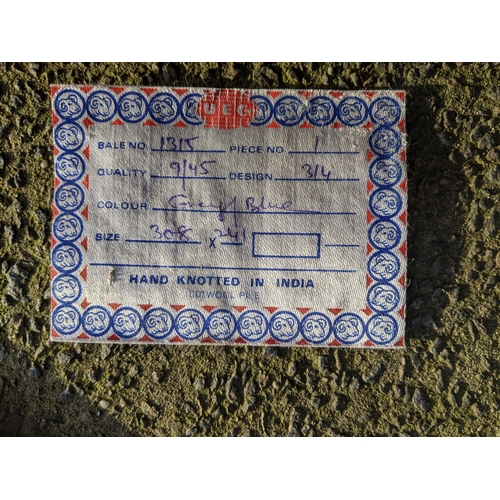 BALE NO 1315 PIECE NO 1
QUALITY 9/45 DESIGN 3/4
COLOUR Grey/Blue
SIZE 308 x 241
HAND KNOTTED IN INDIA
PILE